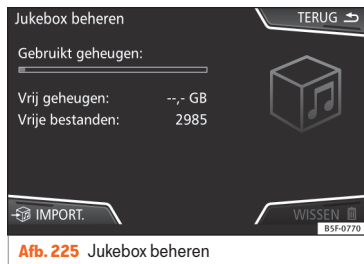 Jukebox beheren
TERUG
Gebruikt geheugen:
Vrij geheugen: --,- GB
Vrije bestanden: 2985
IMPORT.
WISSEN
B5F-0770
Afb. 225 Jukebox beheren